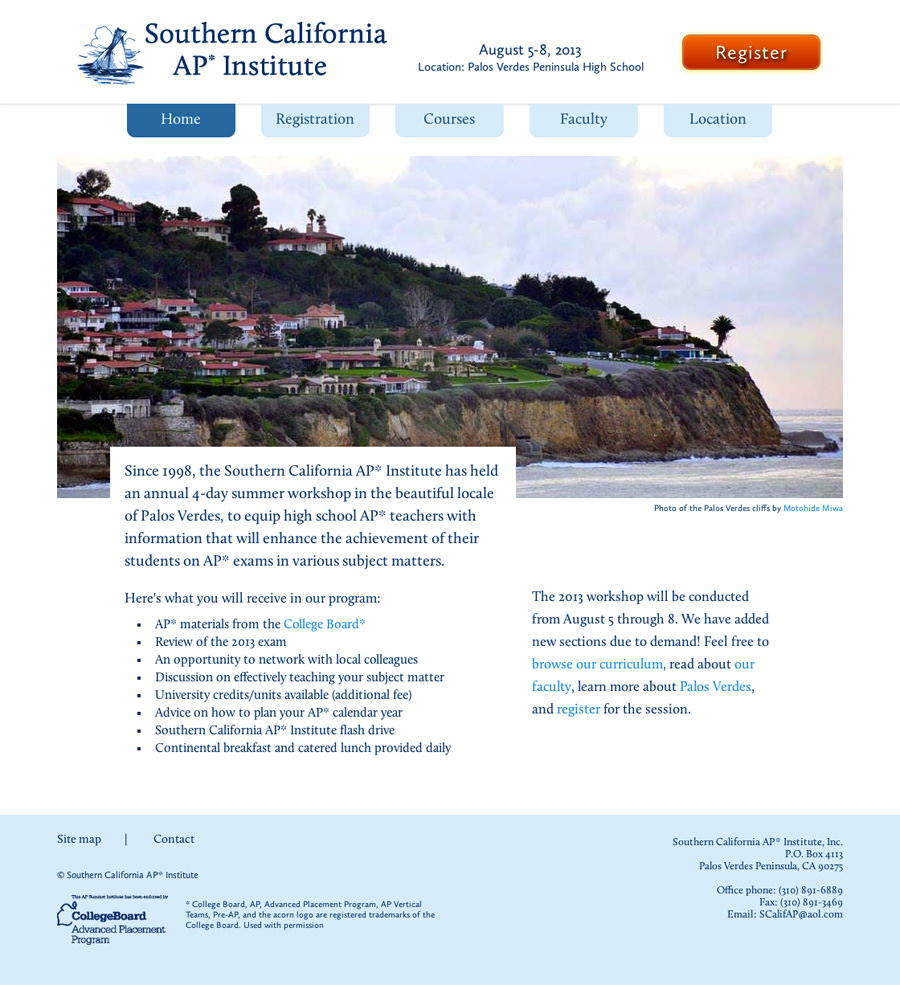 Southern California
AP* Institute
August 5-8, 2013
Location: Palos Verdes Peninsula High School
Register
Home
Registration
Courses
Faculty
Location
Since 1998, the Southern California AP* Institute has held
an annual 4-day summer workshop in the beautiful locale
of Palos Verdes, to equip high school AP* teachers with
information that will enhance the achievement of their
students on AP* exams in various subject matters.
Photo of the Palos Verdes cliffs by Motohide Miwa
Here's what you will receive in our program:
▪ AP* materials from the College Board*
▪ Review of the 2013 exam
▪ An opportunity to network with local colleagues
▪ Discussion on effectively teaching your subject matter
▪ University credits/units available (additional fee)
▪ Advice on how to plan your AP* calendar year
▪ Southern California AP* Institute flash drive
▪ Continental breakfast and catered lunch provided daily
The 2013 workshop will be conducted
from August 5 through 8. We have added
new sections due to demand! Feel free to
browse our curriculum, read about our
faculty, learn more about Palos Verdes,
and register for the session.
Site map | Contact
© Southern California AP* Institute
This AP Summer Institute has been endorsed by
CollegeBoard
Advanced Placement
Program
* College Board, AP, Advanced Placement Program, AP Vertical
Teams, Pre-AP, and the acorn logo are registered trademarks of the
College Board. Used with permission
Southern California AP* Institute, Inc.
P.O. Box 4113
Palos Verdes Peninsula, CA 90275
Office phone: (310) 891-6889
Fax: (310) 891-3469
Email: SCalifAP@aol.com